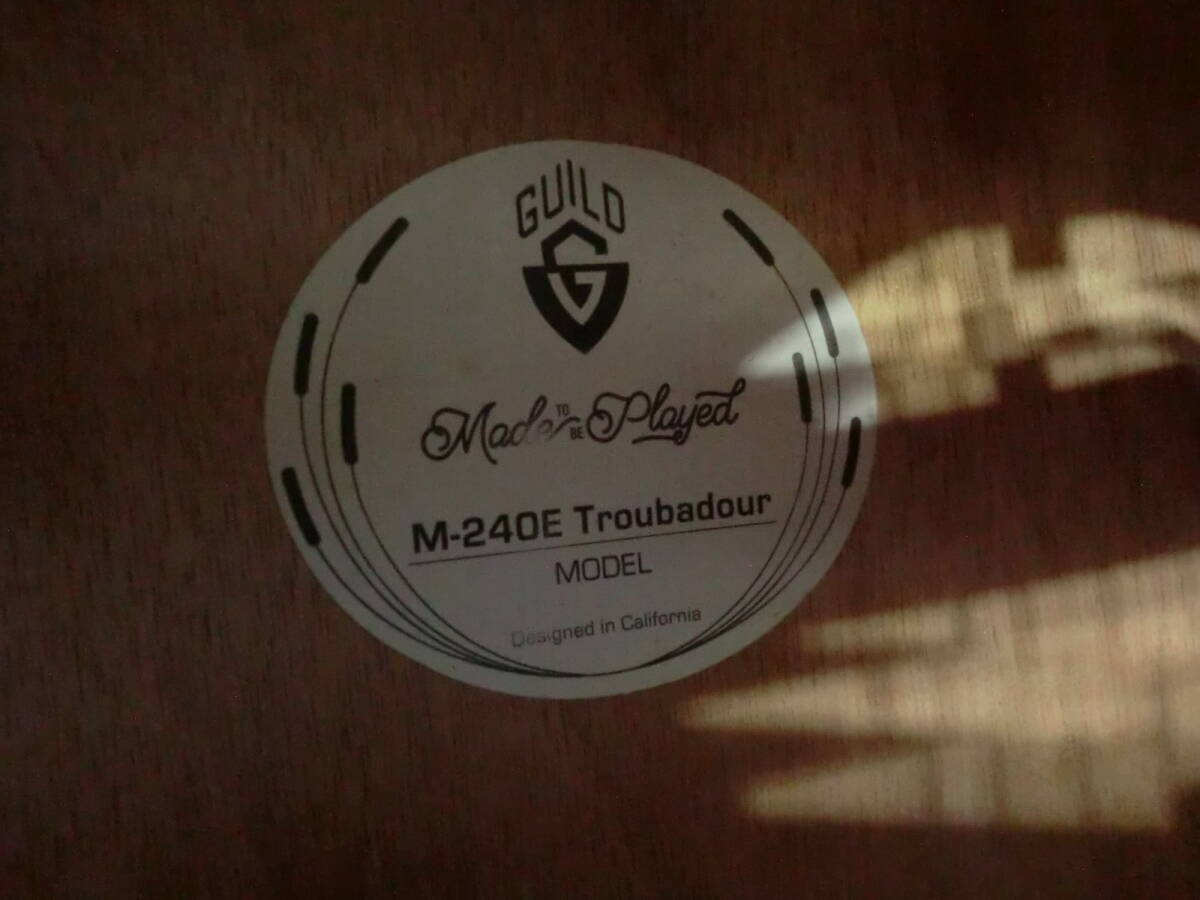 GUILD
G
Made TO BE Played
M-240E Troubadour
MODEL
Designed in California